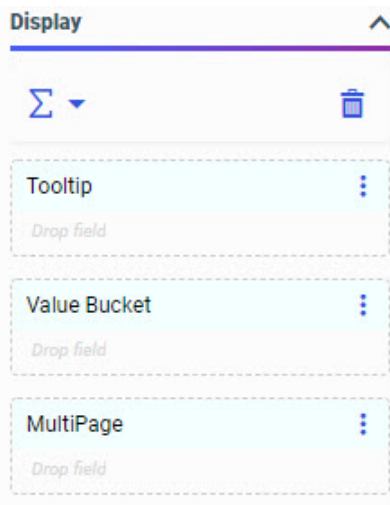 Display
Σ
Tooltip
Drop field
Value Bucket
Drop field
MultiPage
Drop field